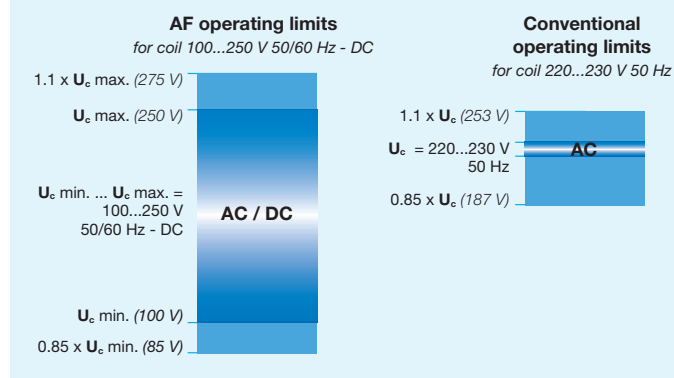 AF operating limits
for coil 100...250 V 50/60 Hz - DC
1.1 x Uc max. (275 V)
Uc max. (250 V)
Uc min. ... Uc max. =
100...250 V
50/60 Hz - DC
AC / DC
Uc min. (100 V)
0.85 x Uc min. (85 V)
Conventional
operating limits
for coil 220...230 V 50 Hz
1.1 x Uc (253 V)
Uc = 220...230 V
50 Hz
AC
0.85 x Uc (187 V)